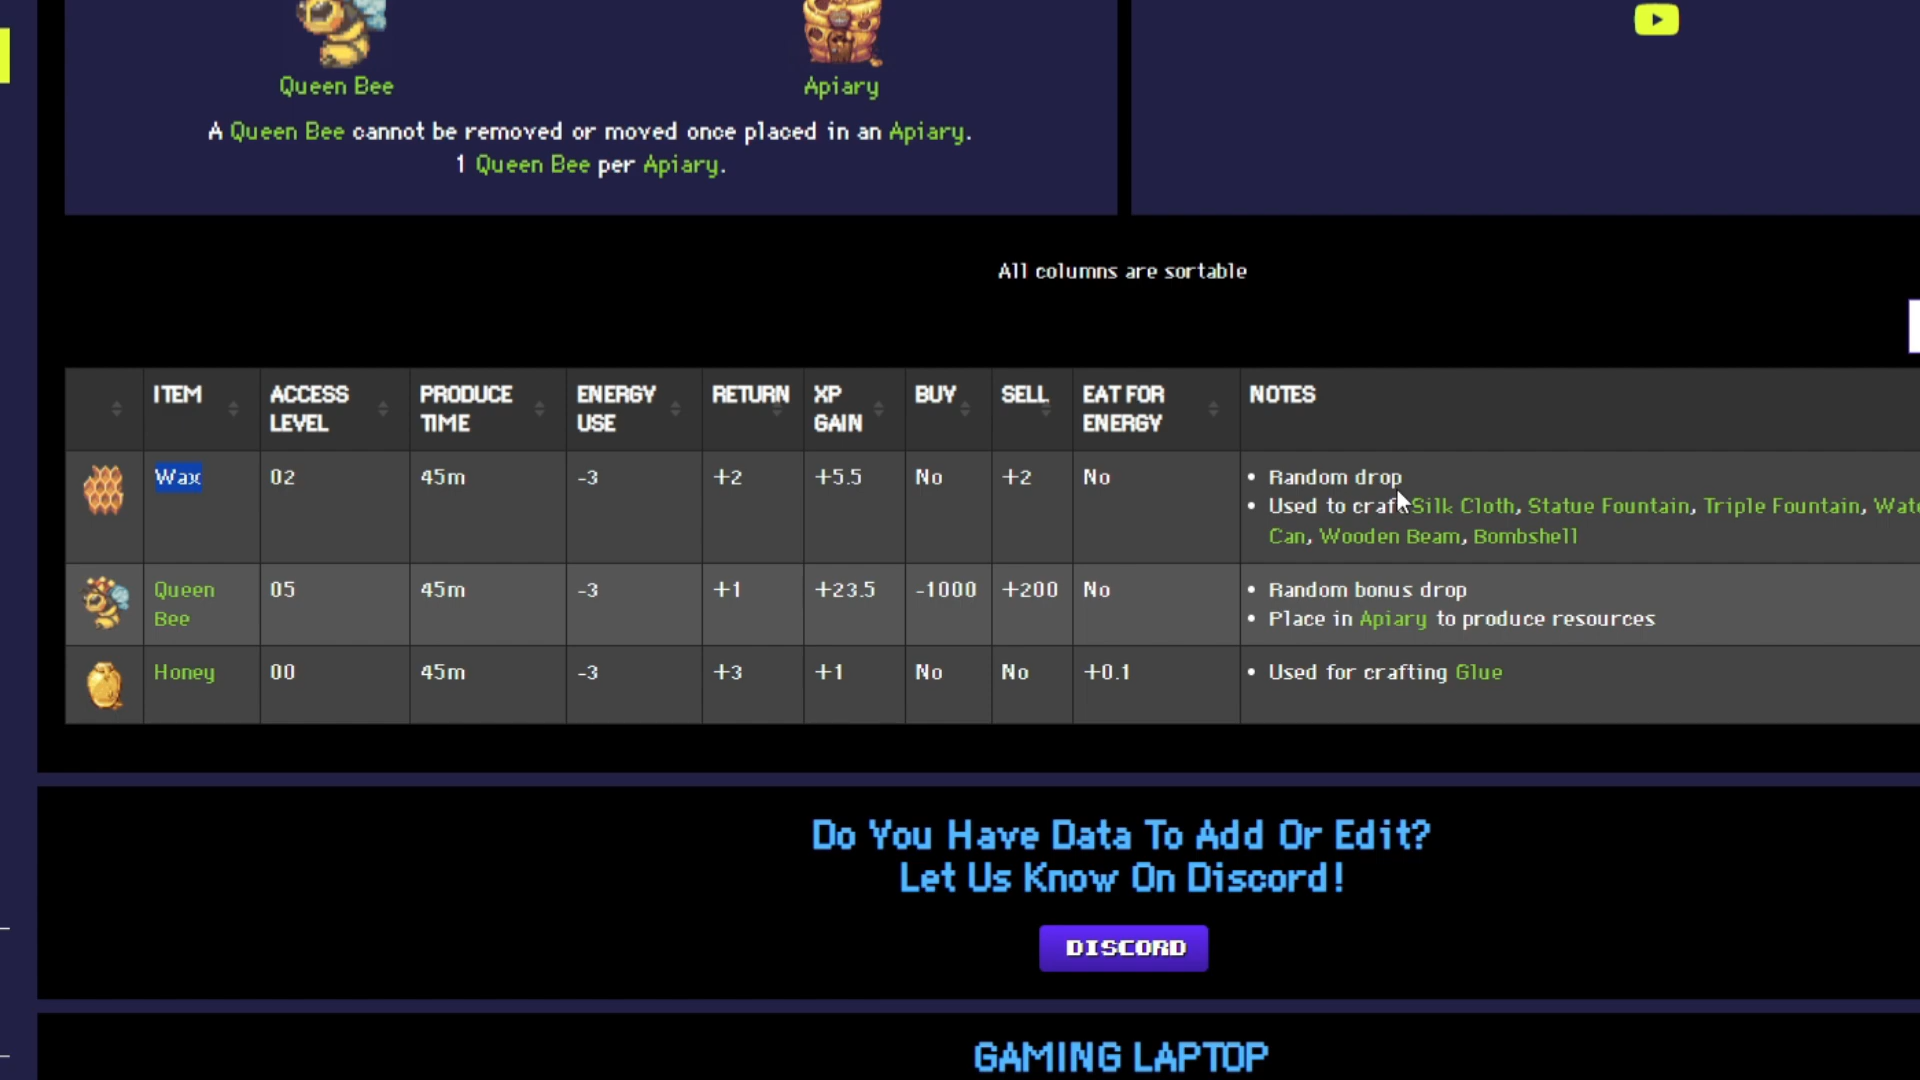 Queen Bee
Apiary
A Queen Bee cannot be removed or moved once placed in an Apiary.
1 Queen Bee per Apiary.
All columns are sortable
ITEM ACCESS LEVEL PRODUCE TIME ENERGY USE RETURN XP GAIN BUY SELL EAT FOR ENERGY NOTES
Wax 02 45m -3 +2 +5.5 No +2 No
• Random drop
• Used to craft Silk Cloth, Statue Fountain, Triple Fountain,
Can, Wooden Beam, Bombshell
Queen Bee 05 45m -3 +1 +23.5 -1000 +200 No
• Random bonus drop
• Place in Apiary to produce resources
Honey 00 45m -3 +3 +1 No No +0.1
• Used for crafting Glue
Do You Have Data To Add Or Edit?
Let Us Know On Discord!
DISCORD
GAMING LAPTOP